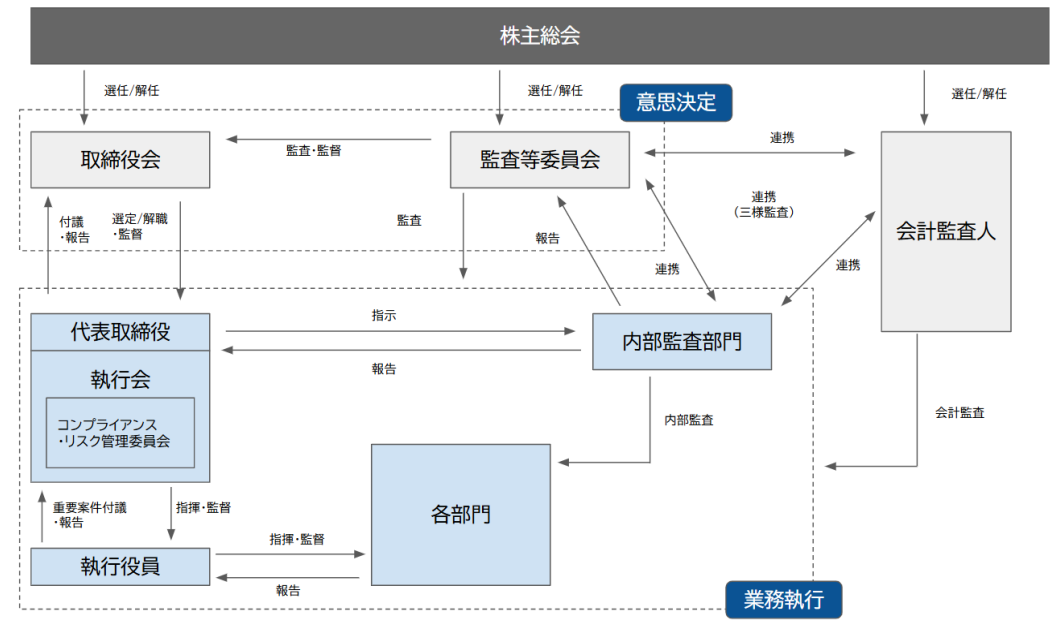 株主総会
選任/解任
選任/解任
選任/解任
意思決定
取締役会
監査・監督
監査等委員会
連携
会計監査人
付議
・報告
選定/解職
・監督
監査
報告
連携
連携
（三様監査）
連携
代表取締役
指示
報告
内部監査部門
執行会
コンプライアンス
・リスク管理委員会
内部監査
会計監査
重要案件付議
・報告
指揮・監督
各部門
執行役員
指揮・監督
報告
業務執行